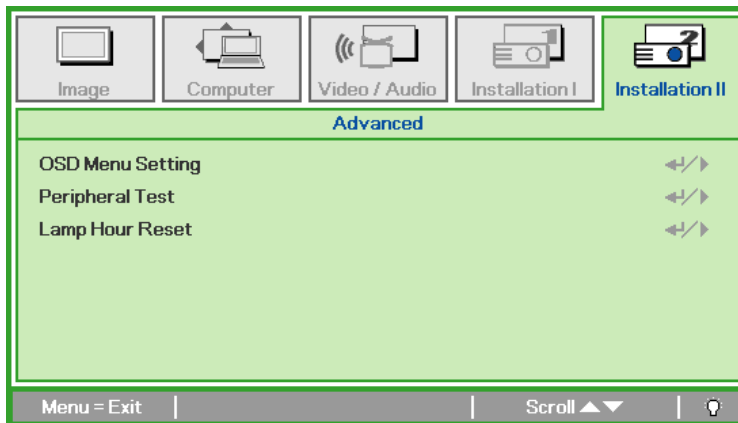 Image
Computer
Video / Audio
Installation I
Installation II
Advanced
OSD Menu Setting
Peripheral Test
Lamp Hour Reset
Menu = Exit
Scroll